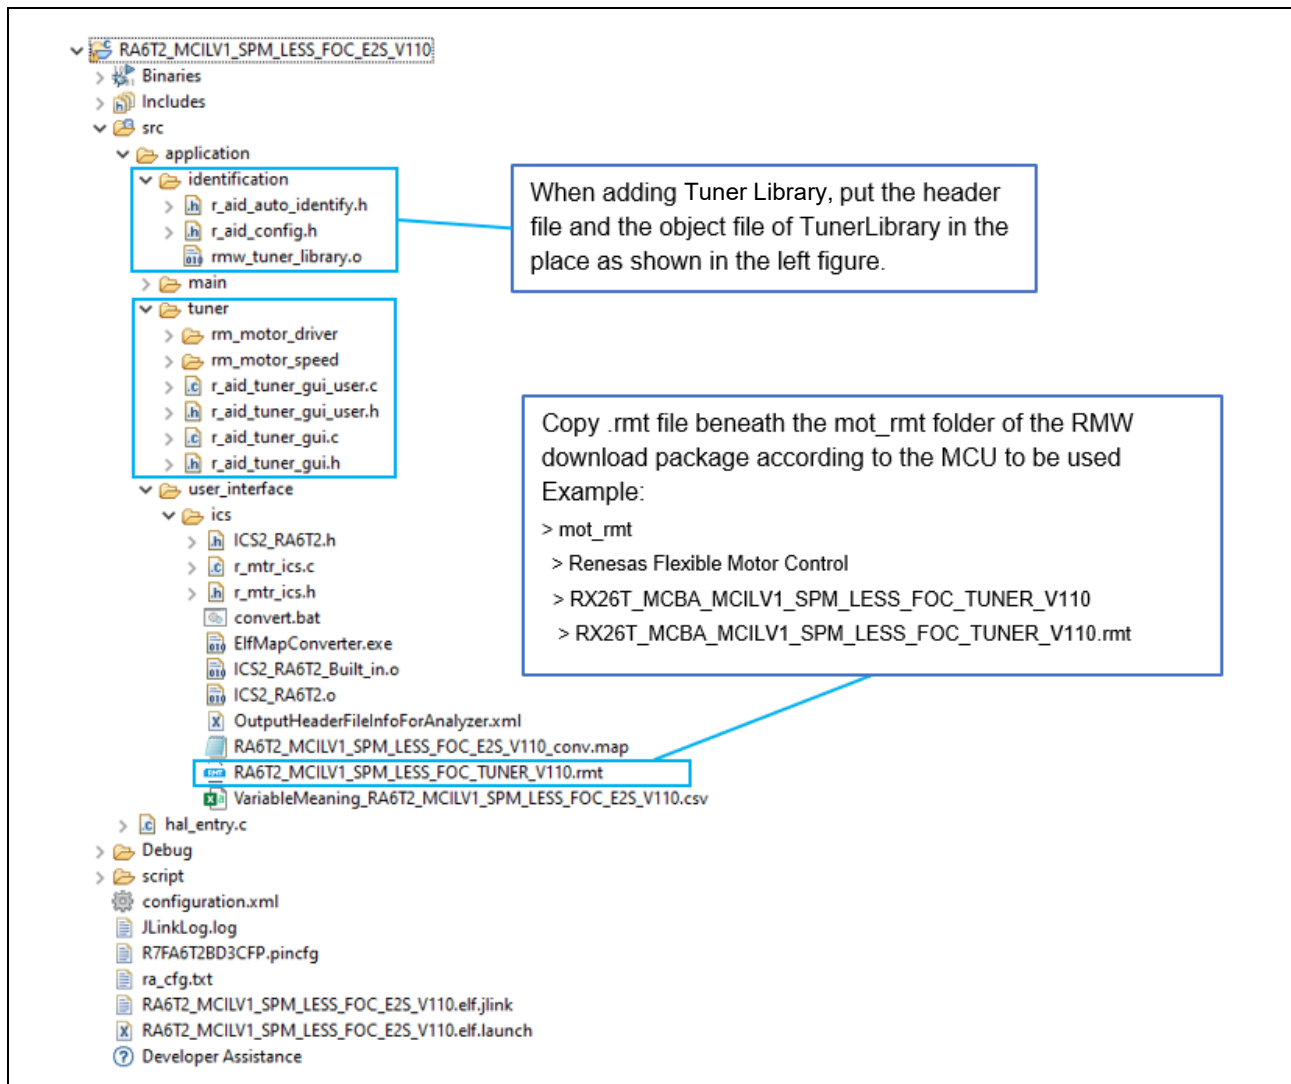 RA6T2_MCILV1_SPM_LESS_FOC_E2S_V110
Binaries
Includes
src
application
identification
r_aid_auto_identify.h
r_aid_config.h
rmw_tuner_library.o
main
tuner
rm_motor_driver
rm_motor_speed
r_aid_tuner_gui_user.c
r_aid_tuner_gui_user.h
r_aid_tuner_gui.c
r_aid_tuner_gui.h
user_interface
ics
ICS2_RA6T2.h
r_mtr_ics.c
r_mtr_ics.h
convert.bat
ElfMapConverter.exe
ICS2_RA6T2_Built_in.o
ICS2_RA6T2.o
OutputHeaderFileInfoForAnalyzer.xml
RA6T2_MCILV1_SPM_LESS_FOC_E2S_V110_conv.map
RA6T2_MCILV1_SPM_LESS_FOC_TUNER_V110.rmt
VariableMeaning_RA6T2_MCILV1_SPM_LESS_FOC_E2S_V110.csv
hal_entry.c
Debug
script
configuration.xml
JLinkLog.log
R7FA6T2BD3CFP.pincfg
ra_cfg.txt
RA6T2_MCILV1_SPM_LESS_FOC_E2S_V110.elf.jlink
RA6T2_MCILV1_SPM_LESS_FOC_E2S_V110.elf.launch
Developer Assistance
When adding Tuner Library, put the header
file and the object file of TunerLibrary in the
place as shown in the left figure.
Copy .rmt file beneath the mot_rmt folder of the RMW
download package according to the MCU to be used
Example:
> mot_rmt
> Renesas Flexible Motor Control
> RX26T_MCBA_MCILV1_SPM_LESS_FOC_TUNER_V110
> RX26T_MCBA_MCILV1_SPM_LESS_FOC_TUNER_V110.rmt